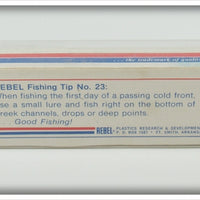 ... the trademark of quality
REBEL Fishing Tip No. 23:
When fishing the first day of a passing cold front,
use a small lure and fish right on the bottom of
creek channels, drops or deep points.
Good Fishing!
REBEL PLASTICS RESEARCH & DEVELOPMENT
P. O. BOX 1587 - FT. SMITH, ARKANSAS